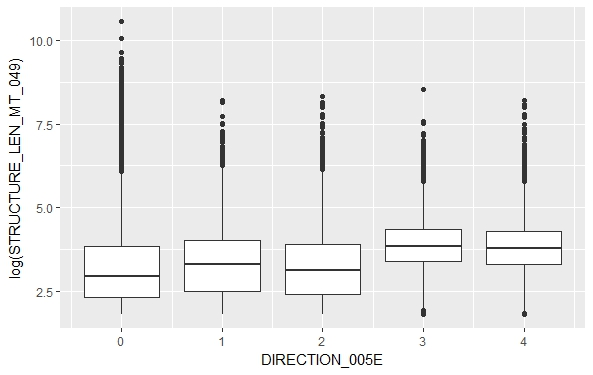 log(STRUCTURE_LEN_MT_049)
10.0
7.5
5.0
2.5
0 1 2 3 4
DIRECTION_005E